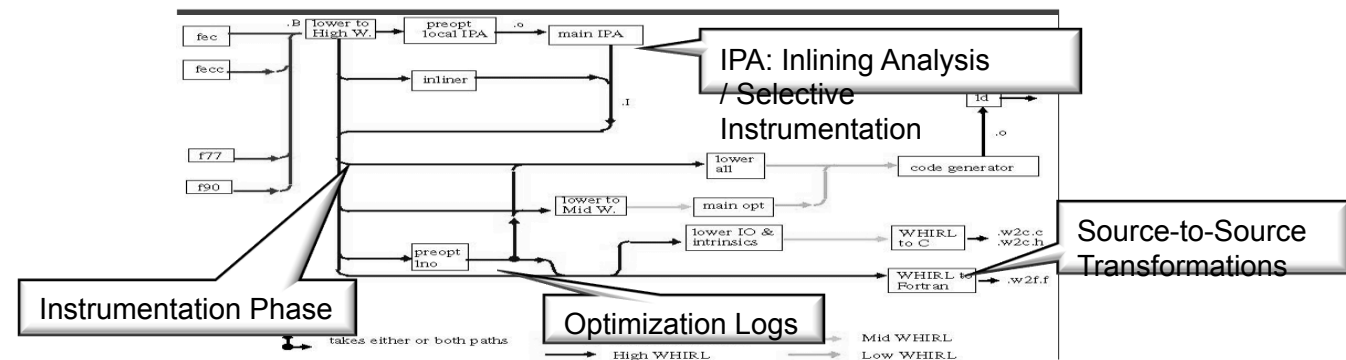 .B
lower to
High W.
preopt
local IPA
.o
main IPA
fec
fecc
inliner
IPA: Inlining Analysis
/ Selective
Instrumentation
ld
.I
.o
f77
f90
lower
all
code generator
lower to
Mid W.
main opt
lower IO &
intrinsics
WHIRL
to C
.w2c.c
.w2c.h
Source-to-Source
Transformations
preopt
lno
WHIRL to
Fortran
.w2f.f
Instrumentation Phase
Optimization Logs
takes either or both paths
Mid WHIRL
High WHIRL
Low WHIRL